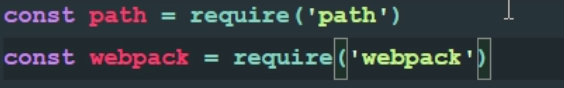 const path = require('path')
const webpack = require('webpack')